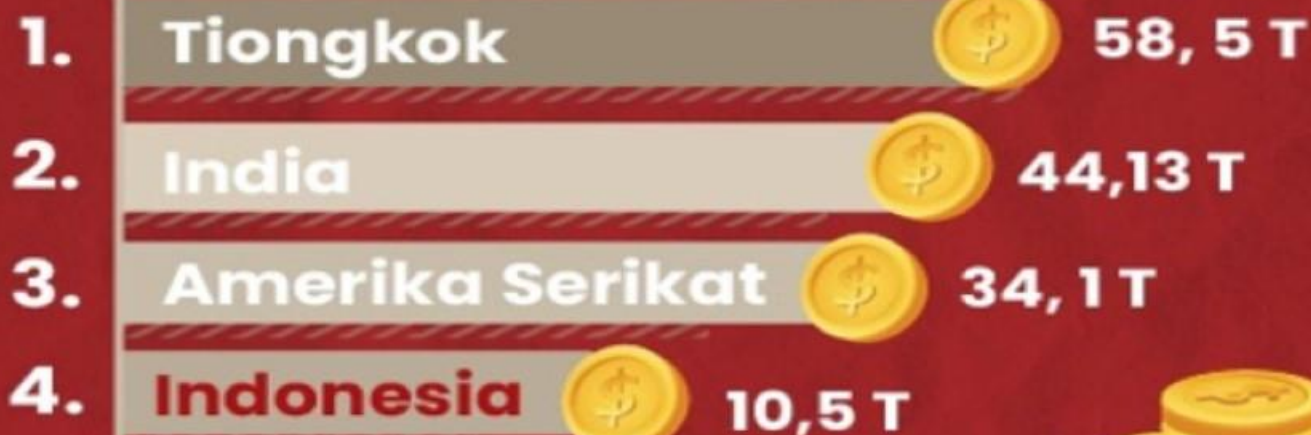 1. Tiongkok 58, 5 T
2. India 44,13 T
3. Amerika Serikat 34, 1 T
4. Indonesia 10,5 T